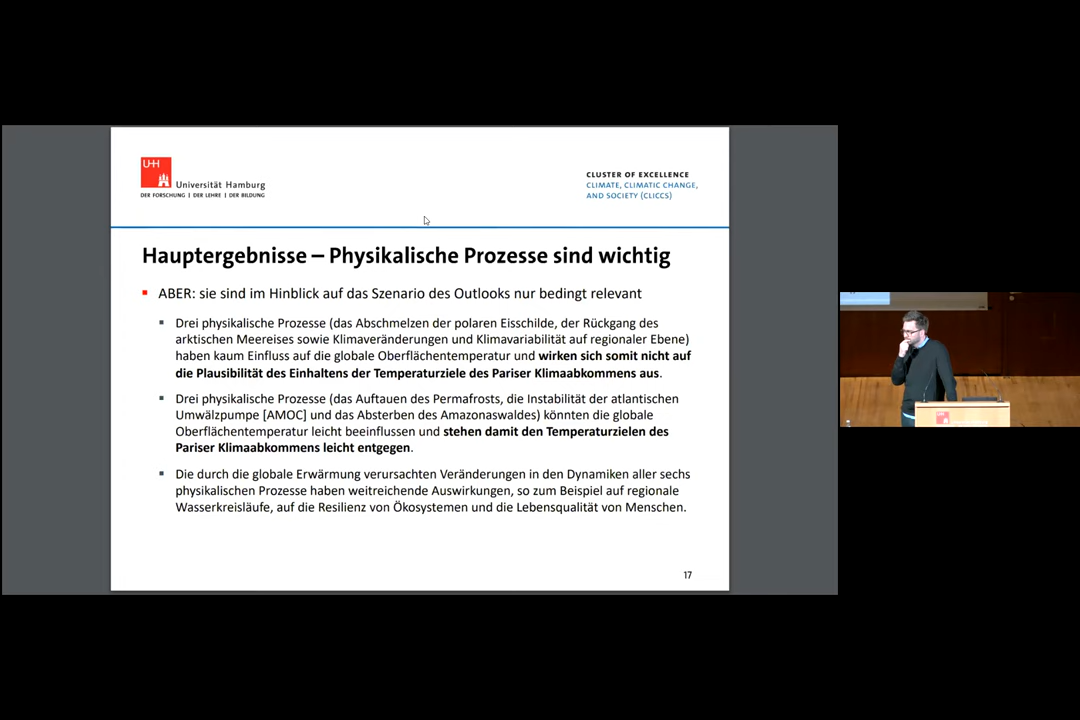 UHH
Universität Hamburg
DER FORSCHUNG | DER LEHRE | DER BILDUNG
CLUSTER OF EXCELLENCE
CLIMATE, CLIMATIC CHANGE,
AND SOCIETY (CLICCS)
Hauptergebnisse – Physikalische Prozesse sind wichtig
ABER: sie sind im Hinblick auf das Szenario des Outlooks nur bedingt relevant
Drei physikalische Prozesse (das Abschmelzen der polaren Eisschilde, der Rückgang des
arktischen Meereises sowie Klimaveränderungen und Klimavariabilität auf regionaler Ebene)
haben kaum Einfluss auf die globale Oberflächentemperatur und wirken sich somit nicht auf
die Plausibilität des Einhaltens der Temperaturziele des Pariser Klimaabkommens aus.
Drei physikalische Prozesse (das Auftauen des Permafrosts, die Instabilität der atlantischen
Umwälzpumpe [AMOC] und das Absterben des Amazonaswaldes) könnten die globale
Oberflächentemperatur leicht beeinflussen und stehen damit den Temperaturzielen des
Pariser Klimaabkommens leicht entgegen.
Die durch die globale Erwärmung verursachten Veränderungen in den Dynamiken aller sechs
physikalischen Prozesse haben weitreichende Auswirkungen, so zum Beispiel auf regionale
Wasserkreisläufe, auf die Resilienz von Ökosystemen und die Lebensqualität von Menschen.
17